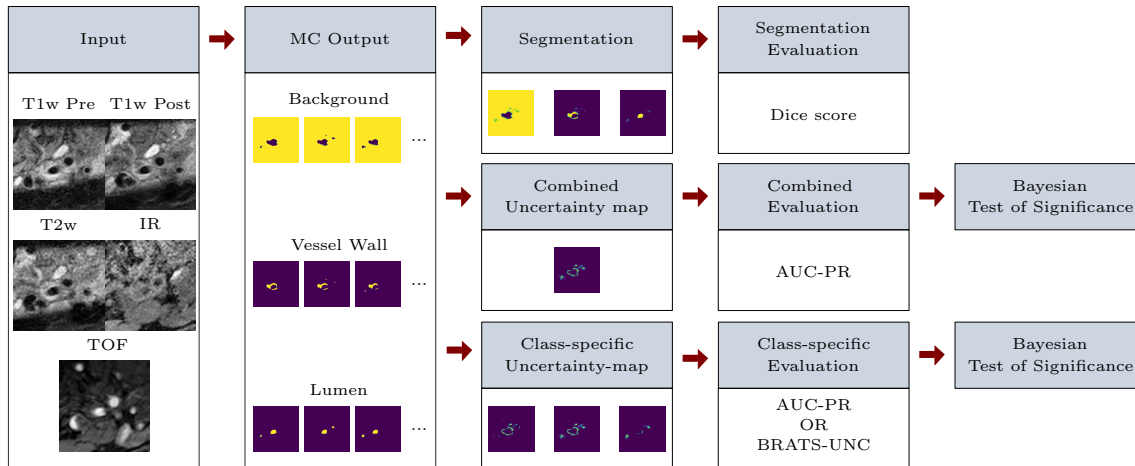 Input
T1w Pre
T1w Post
T2w
IR
TOF
MC Output
Background
...
Vessel Wall
...
Lumen
...
Segmentation
Segmentation
Evaluation
Dice score
Combined
Uncertainty map
Combined
Evaluation
AUC-PR
Bayesian
Test of Significance
Class-specific
Uncertainty-map
Class-specific
Evaluation
AUC-PR
OR
BRATS-UNC
Bayesian
Test of Significance